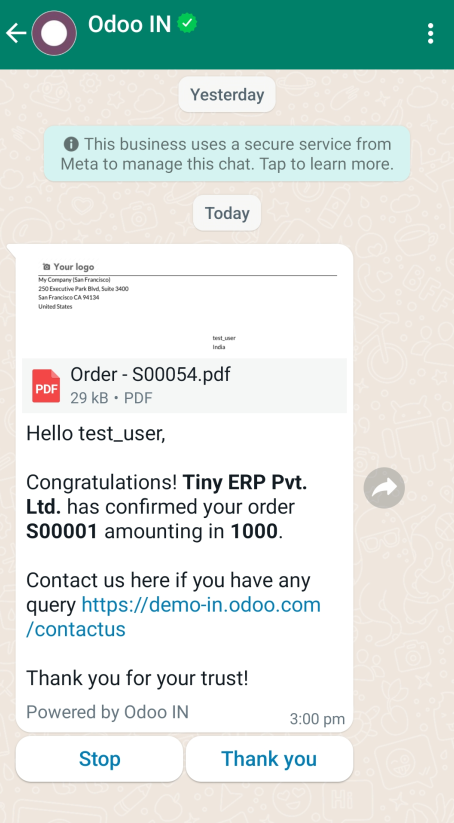 Odoo IN
Yesterday
This business uses a secure service from
Meta to manage this chat. Tap to learn more.
Today
Your logo
My Company (San Francisco)
250 Executive Park Blvd, Suite 3400
San Francisco CA 94134
United States
test_user
India
PDF
Order - S00054.pdf
29 kB • PDF
Hello test_user,
Congratulations! Tiny ERP Pvt.
Ltd. has confirmed your order
S00001 amounting in 1000.
Contact us here if you have any
query https://demo-in.odoo.com
/contactus
Thank you for your trust!
Powered by Odoo IN
3:00 pm
Stop
Thank you